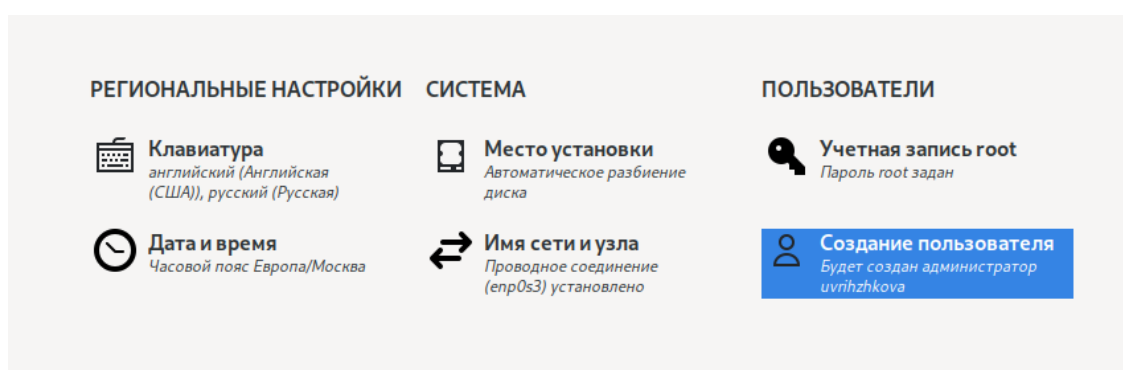 РЕГИОНАЛЬНЫЕ НАСТРОЙКИ
Клавиатура
английский (Английская
(США)), русский (Русская)
Дата и время
Часовой пояс Европа/Москва
СИСТЕМА
Место установки
Автоматическое разбиение
диска
Имя сети и узла
Проводное соединение
(enp0s3) установлено
ПОЛЬЗОВАТЕЛИ
Учетная запись root
Пароль root задан
Создание пользователя
Будет создан администратор
uvrihzhkova